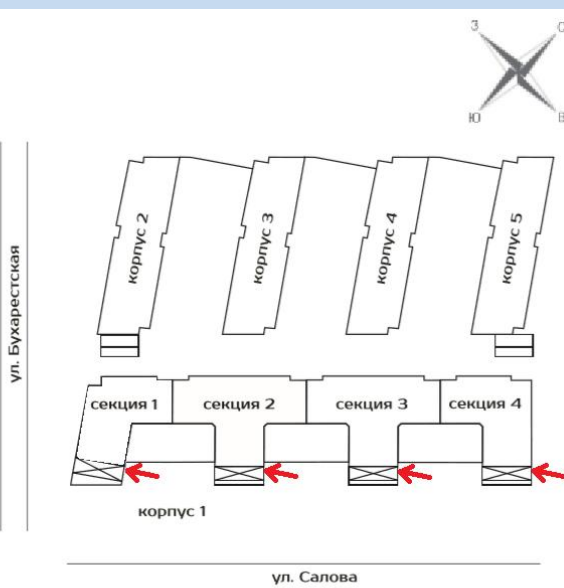 З
С
Ю
В
корпус 2
корпус 3
корпус 4
корпус 5
ул. Бухарестская
секция 1
секция 2
секция 3
секция 4
корпус 1
ул. Салова